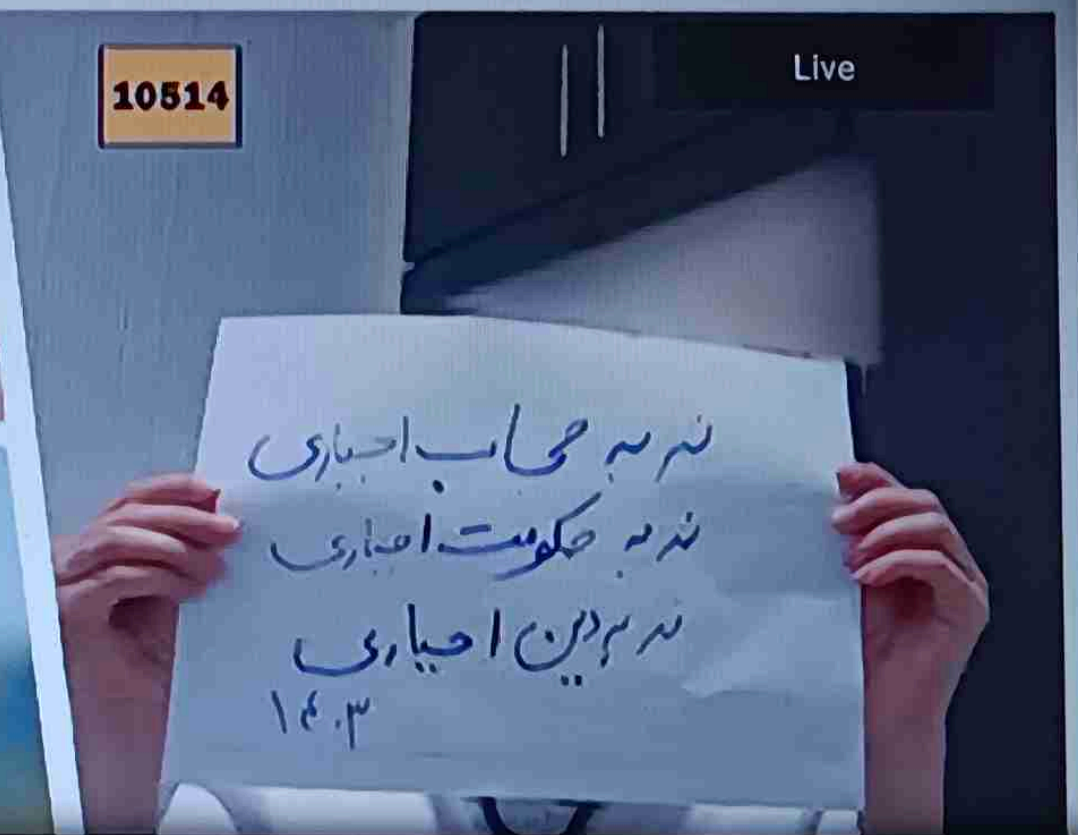 10514
Live
نه به حجاب اجباری
نه به حکومت اجباری
نه به دین اجباری
۱۴۰۳